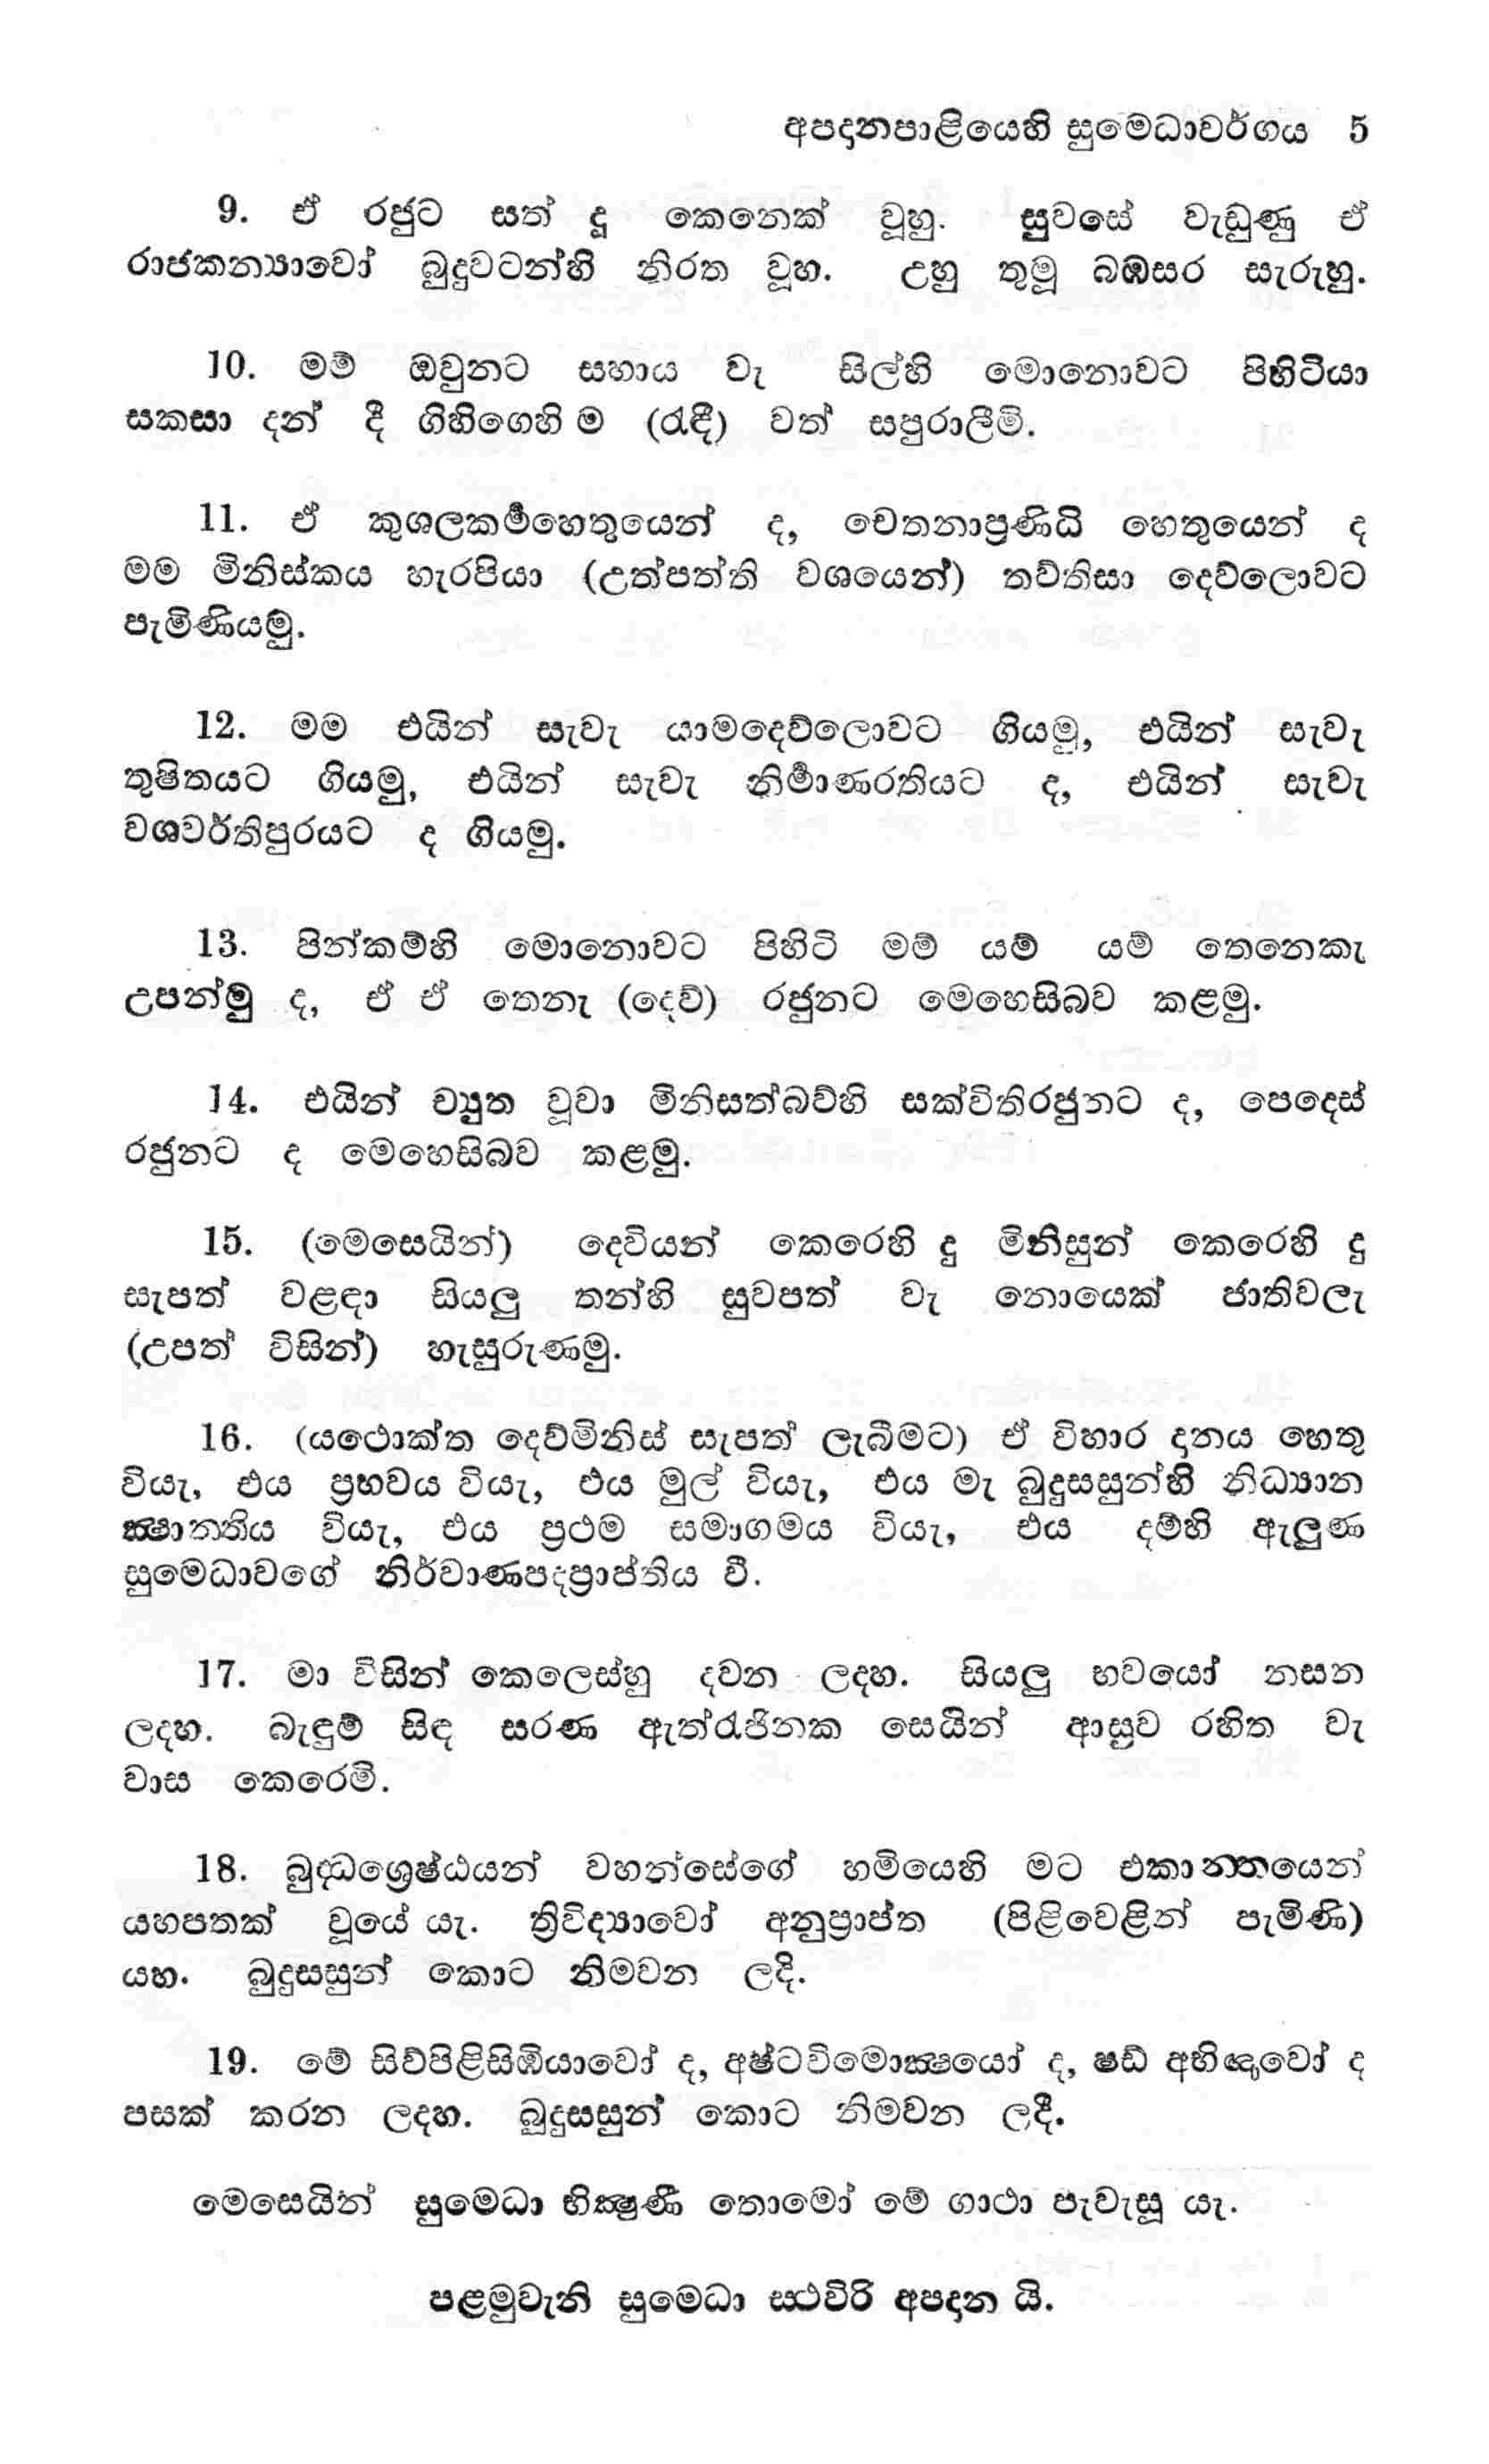 අපදානපාළියෙහි සුමෙධාවර්ගය 5
9. ඒ රජුට සත් දූ කෙනෙක් වූහු. සුවසේ වැඩුණු ඒ
රාජකන්‍යාවෝ බුදුවටන්හි නිරත වූහ. උහු තුමූ බඹසර සැරූහු.
10. මම් ඔවුනට සහාය වැ සිල්හි මොනොවට පිහිටියා
සකසා දන් දී ගිහිගෙහි ම (රැඳී) වත් සපුරාලීමි.
11. ඒ කුශලකර්‍මහෙතුයෙන් ද, චෙතනාප්‍රණිධි හෙතුයෙන් ද
මම මිනිස්කය හැරපියා (උත්පත්ති වශයෙන්) තව්තිසා දෙව්ලොවට
පැමිණියමු.
12. මම එයින් සැවැ යාමදෙව්ලොවට ගියමු, එයින් සැවැ
තුෂිතයට ගියමු, එයින් සැවැ නිර්‍මාණරතියට ද, එයින් සැවැ
වශවර්තිපුරයට ද ගියමු.
13. පින්කම්හි මොනොවට පිහිටි මම් යම් යම් තෙනෙකැ
උපන්මු ද, ඒ ඒ තෙනැ (දෙව්) රජුනට මෙහෙසිබව කළමු.
14. එයින් ච්‍යුත වූවා මිනිසත්බව්හි සක්විතිරජුනට ද, පෙදෙස්
රජුනට ද මෙහෙසිබව කළමු.
15. (මෙසෙයින්) දෙවියන් කෙරෙහි දු මිනිසුන් කෙරෙහි දු
සැපත් වළඳා සියලු තන්හි සුවපත් වැ නොයෙක් ජාතිවලැ
(උපත් විසින්) හැසුරුණමු.
16. (යථොක්ත දෙව්මිනිස් සැපත් ලැබීමට) ඒ විහාර දානය හෙතු
වියැ, එය ප්‍රභවය වියැ, එය මුල් වියැ, එය මැ බුදුසසුන්හි නිධ්‍යාන
ක්‍ෂාන්තිය වියැ, එය ප්‍රථම සමාගමය වියැ, එය දම්හි ඇලුණ
සුමෙධාවගේ නිර්වාණපදප්‍රාප්තිය වී.
17. මා විසින් කෙලෙස්හු දවන ලදහ. සියලු භවයෝ නසන
ලදහ. බැඳුම් සිඳ සරණ ඇත්රැජිනක සෙයින් ආස්‍රව රහිත වැ
වාස කෙරෙමි.
18. බුද්ධශ්‍රෙෂ්ඨයන් වහන්සේගේ හමියෙහි මට එකාන්තයෙන්
යහපතක් වූයේ යැ. ත්‍රිවිද්‍යාවෝ අනුප්‍රාප්ත (පිළිවෙළින් පැමිණි)
යහ. බුදුසසුන් කොට නිමවන ලදි.
19. මේ සිව්පිළිසිඹියාවෝ ද, අෂ්ටවිමොක්‍ෂයෝ ද, ෂඩ් අභිඥාවෝ ද
පසක් කරන ලදහ. බුදුසසුන් කොට නිමවන ලදී.
මෙසෙයින් සුමෙධා භික්‍ෂුණී තොමෝ මේ ගාථා පැවැසූ යැ.
පළමුවැනි සුමෙධා ස්ථවිරි අපදාන යි.